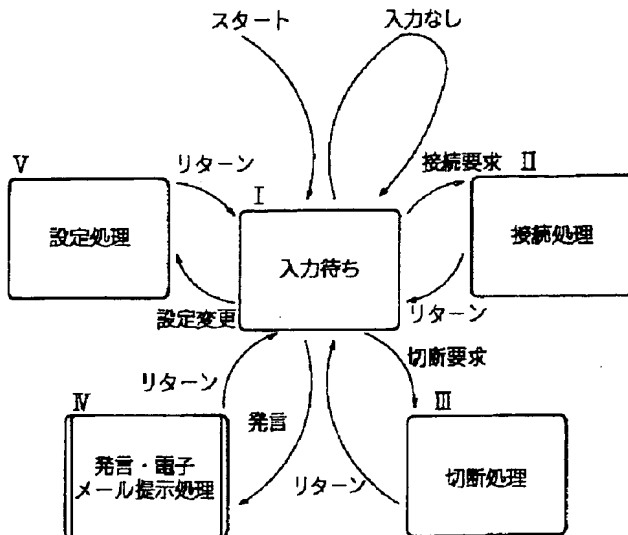 スタート
入力なし
V
リターン
I
接続要求
II
設定処理
入力待ち
接続処理
設定変更
リターン
切断要求
リターン
IV
発言
III
発言・電子
メール提示処理
リターン
切断処理